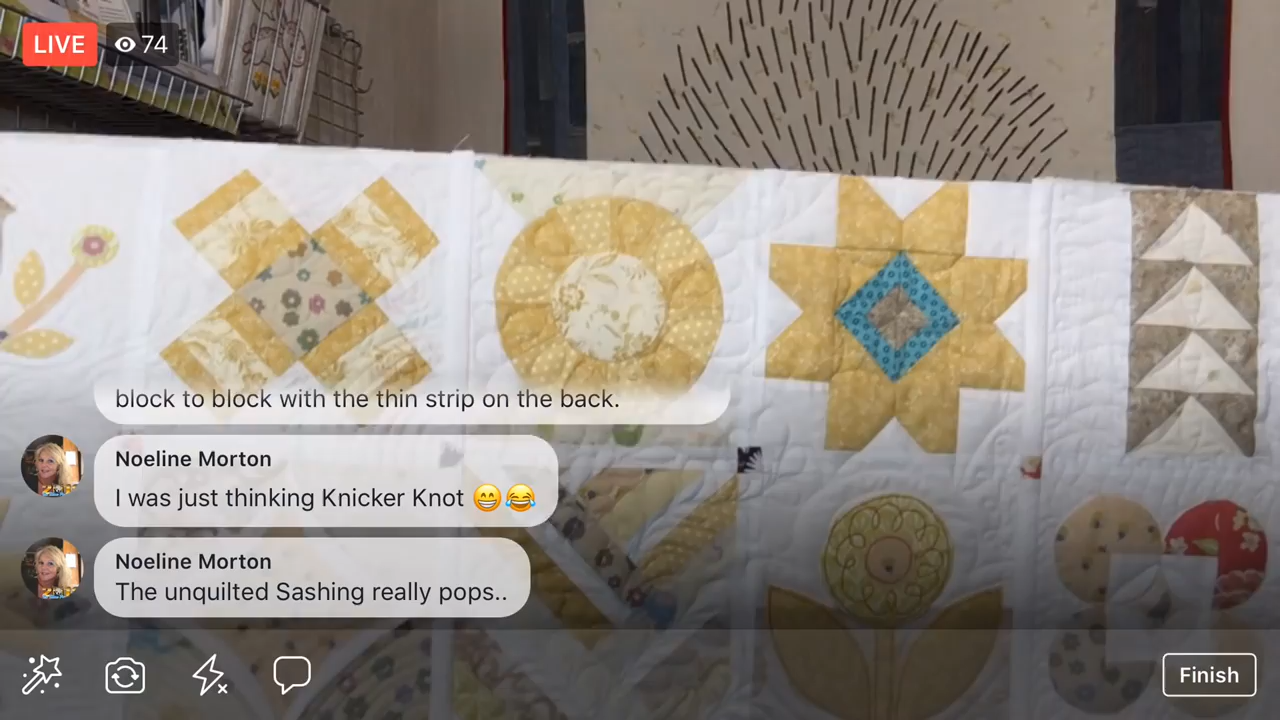 LIVE
74
block to block with the thin strip on the back.
Noeline Morton
I was just thinking Knicker Knot 😁😂
Noeline Morton
The unquilted Sashing really pops..
Finish